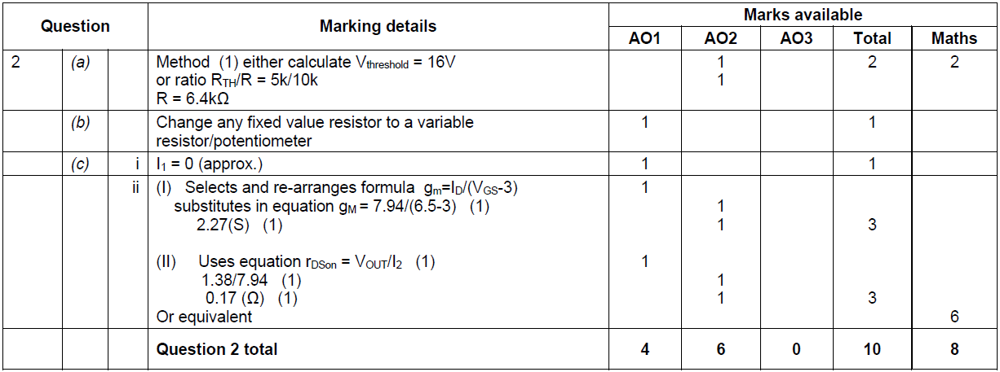 Question Marking details Marks available
AO1 AO2 AO3 Total Maths
2 (a) Method (1) either calculate Vthreshold = 16V 1 2 2
or ratio RTH/R = 5k/10k 1
R = 6.4kΩ
(b) Change any fixed value resistor to a variable 1 1
resistor/potentiometer
(c) i I1 = 0 (approx.) 1 1
ii (I) Selects and re-arranges formula gm=ID/(VGS-3) 1
substitutes in equation gM = 7.94/(6.5-3) (1) 1
2.27(S) (1) 1 3
(II) Uses equation rDSon = VOUT/I2 (1) 1
1.38/7.94 (1) 1
0.17 (Ω) (1) 1 3
Or equivalent 6
Question 2 total 4 6 0 10 8